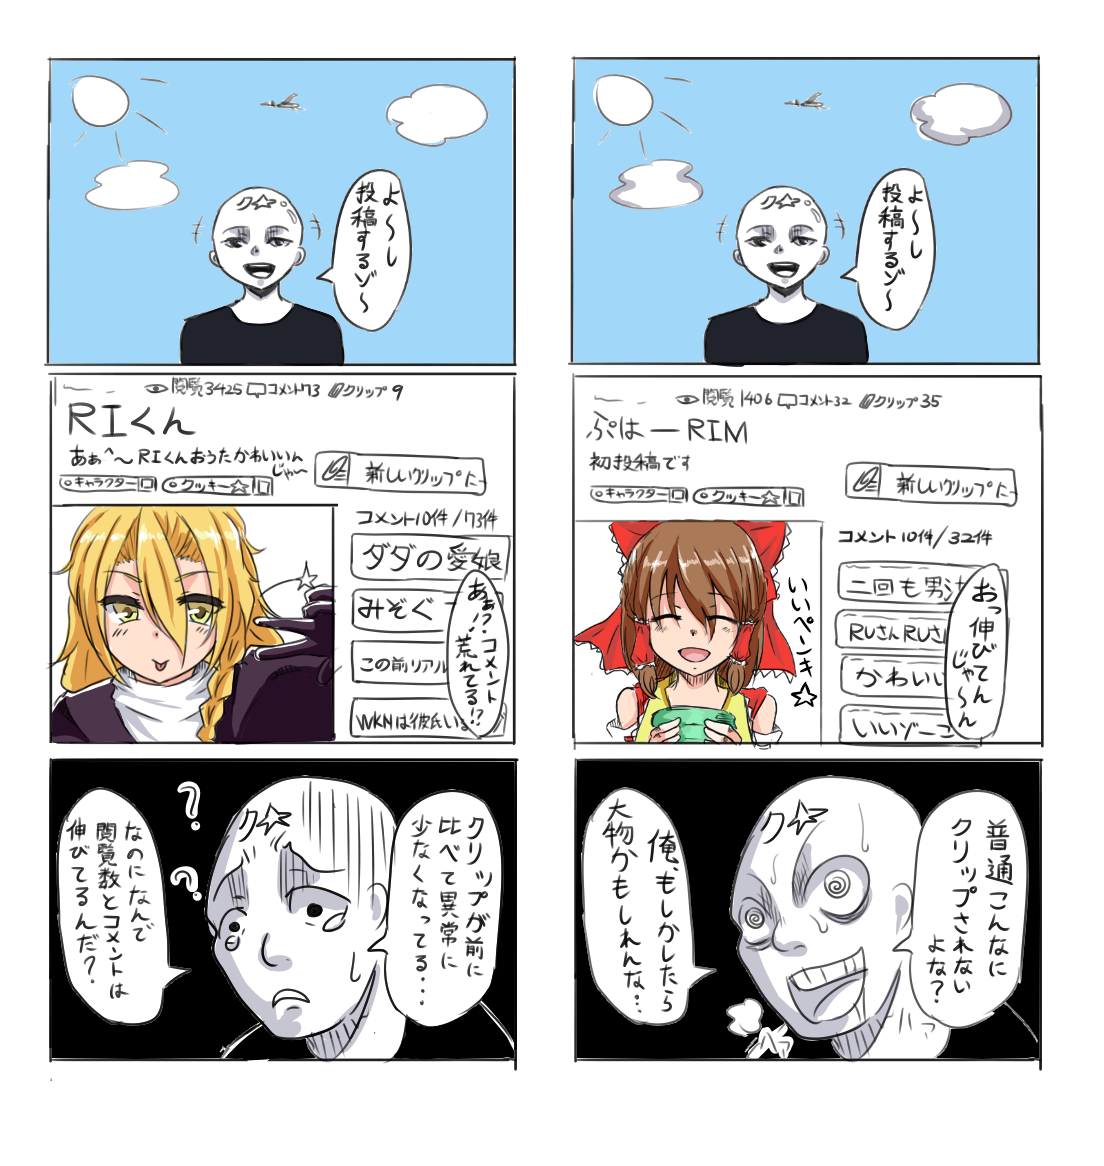 ク☆
よ〜し
投稿するゾ〜
閲覧3425 コメント73 クリップ 9
RIくん
あぁ^〜RIくんおうたかわいいん
じゃ〜
キャラクター
クッキー☆
新しいクリップに
コメント10件/73件
ダダの愛娘
みぞぐ
この前リアル
WKNは彼氏い
あぁ？コメント
荒れてる!?
ク☆
クリップが前に
比べて異常に
少なくなってる…
？
？
なのになんで
閲覧数とコメントは
伸びてるんだ？
ク☆
よ〜し
投稿するゾ〜
閲覧 1406 コメント32 クリップ 35
ぷはーRIM
初投稿です
キャラクター
クッキー☆
新しいクリップに
コメント 10件/32件
いいペンキ☆
二回も男
RUさんRUさ
かわいい
いいゾーこ
おっ伸びてん
じゃ〜ん
ク☆
普通こんなに
クリップされない
よな？
俺、もしかしたら
大物かもしれんな…